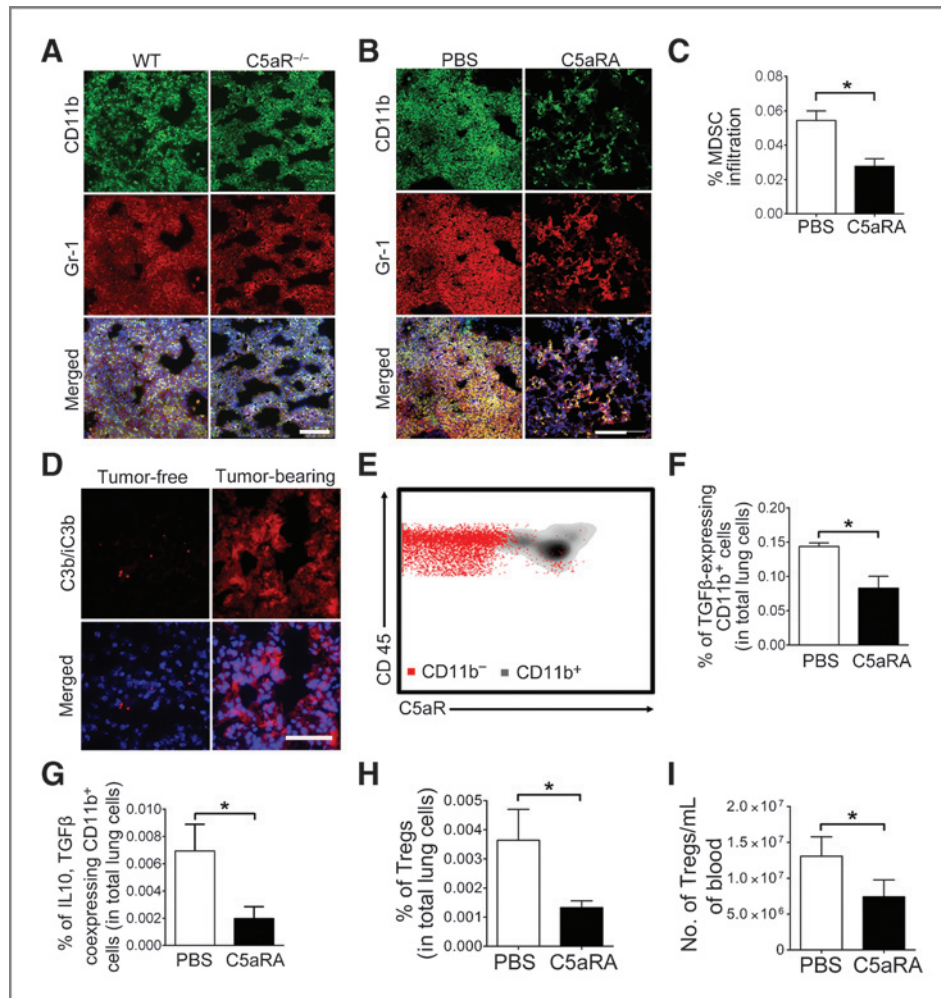 A
WT
C5aR–/–
CD11b
Gr-1
Merged
B
PBS
C5aRA
CD11b
Gr-1
Merged
C
% MDSC
infiltration
0.08
0.06
0.04
0.02
0.00
*
PBS
C5aRA
D
Tumor-free
Tumor-bearing
C3b/iC3b
Merged
E
CD 45
CD11b–
CD11b+
C5aR
F
% of TGFβ-expressing
CD11b+ cells
(in total lung cells)
0.20
0.15
0.10
0.05
0.00
*
PBS
C5aRA
G
% of IL10, TGFβ
coexpressing CD11b+
cells (in total lung cells)
0.010
0.008
0.006
0.004
0.002
0.000
*
PBS
C5aRA
H
% of Tregs
(in total lung cells)
0.005
0.004
0.003
0.002
0.001
0.000
*
PBS
C5aRA
I
No. of Tregs/mL
of blood
2.0×10⁷
1.5×10⁷
1.0×10⁷
5.0×10⁶
0
*
PBS
C5aRA